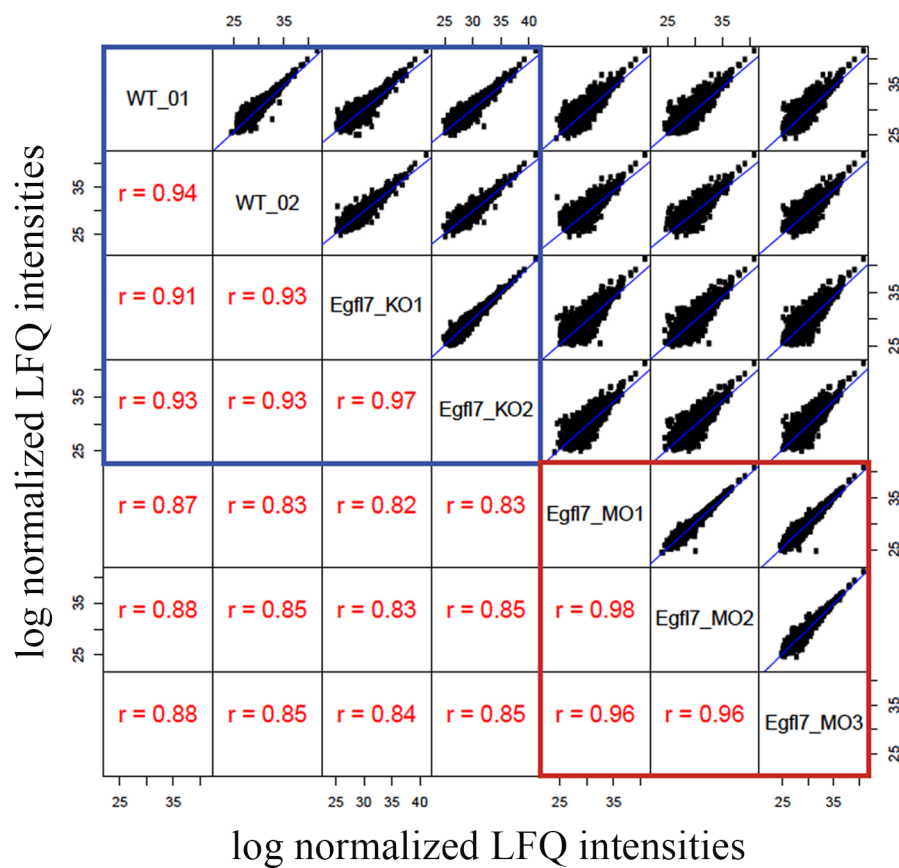 25 35 25 30 35 40 25 35
WT_01
35
25
35
25
r = 0.94
WT_02
r = 0.91
r = 0.93
Egfl7_KO1
35
25
35
25
r = 0.93
r = 0.93
r = 0.97
Egfl7_KO2
r = 0.87
r = 0.83
r = 0.82
r = 0.83
Egfl7_MO1
35
25
35
25
r = 0.88
r = 0.85
r = 0.83
r = 0.85
r = 0.98
Egfl7_MO2
r = 0.88
r = 0.85
r = 0.84
r = 0.85
r = 0.96
r = 0.96
Egfl7_MO3
35
25
25 35 25 30 35 40 25 35 25 35
log normalized LFQ intensities
log normalized LFQ intensities